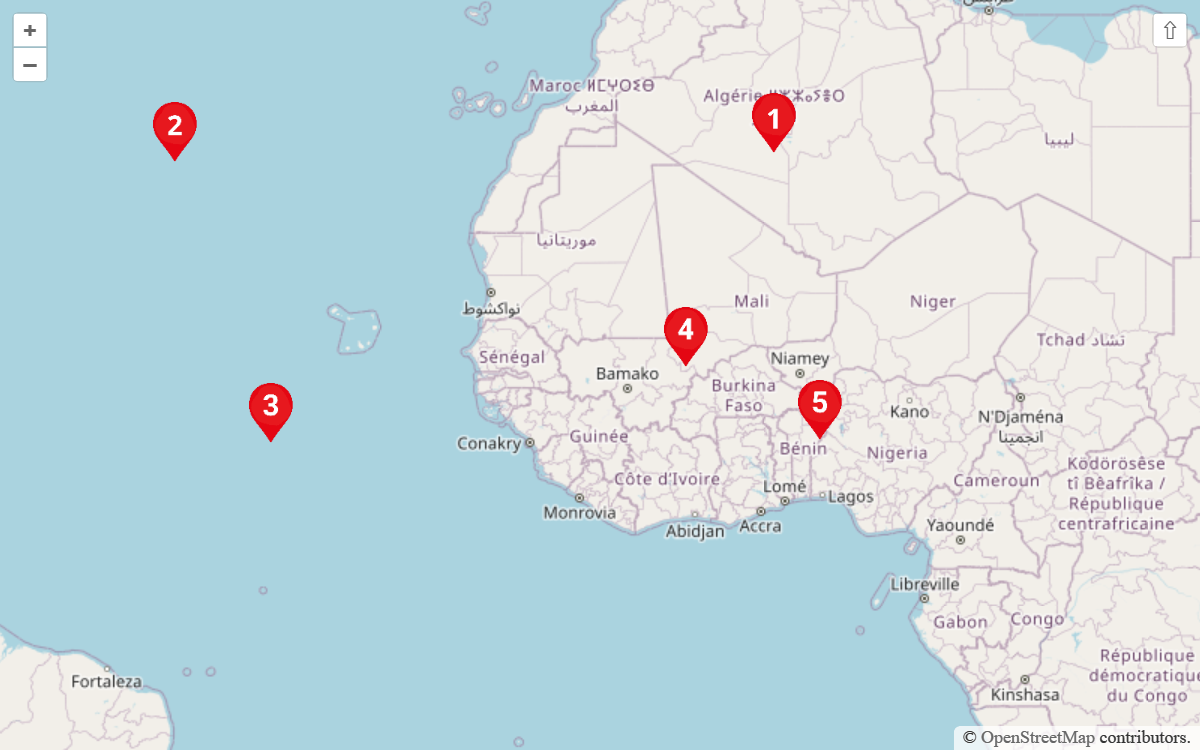 +
−
⇧
طرابلس
Maroc ⵍⵎⵖⵔⵉⴱ
المغرب
Algérie
ليبيا
1
2
موريتانيا
نواكشوط
Mali
Niger
Tchad تشاد
4
Sénégal
Bamako
Niamey
Burkina
Faso
3
5
Kano
N'Djaména
انجمينا
Conakry
Guinée
Bénin
Nigeria
Côte d'Ivoire
Cameroun
Ködörösêse
tî Bêafrîka /
République
centrafricaine
Lomé
Lagos
Monrovia
Abidjan
Accra
Yaoundé
Libreville
Gabon
Congo
République
démocratique
du Congo
Fortaleza
Kinshasa
© OpenStreetMap contributors.